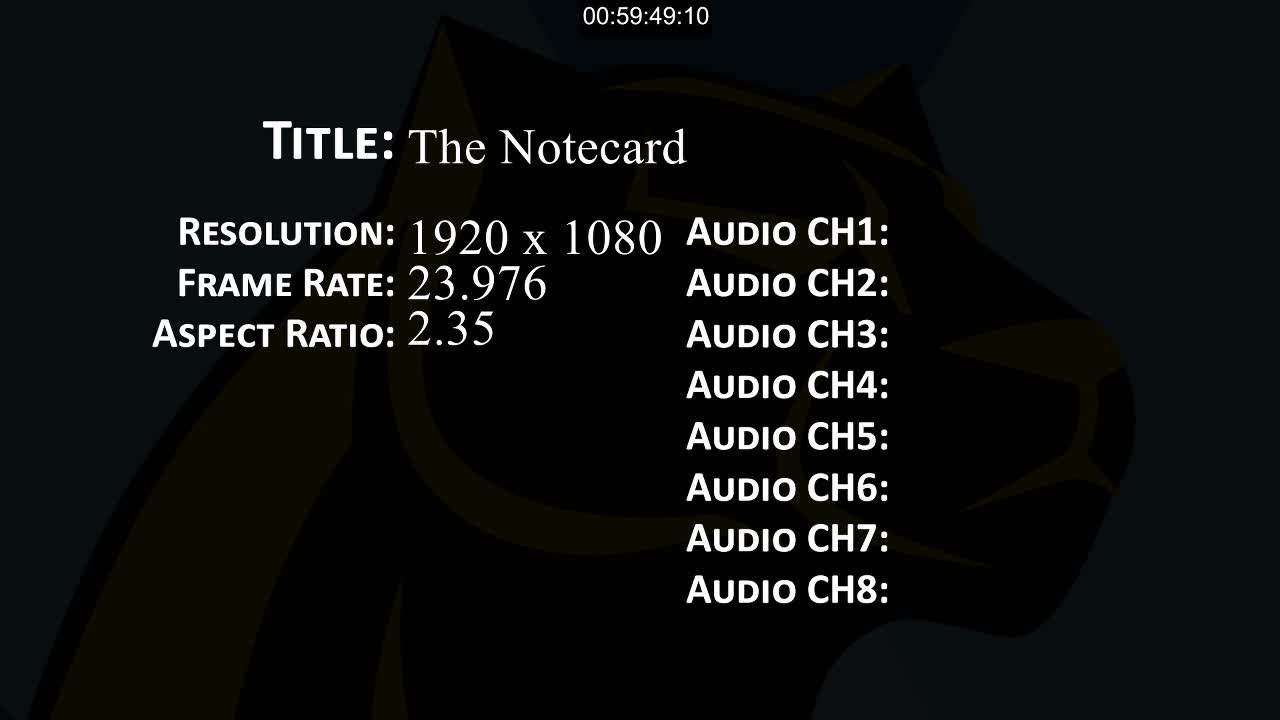 00:59:49:10
Title: The Notecard
Resolution: 1920 x 1080
Frame Rate: 23.976
Aspect Ratio: 2.35
Audio CH1:
Audio CH2:
Audio CH3:
Audio CH4:
Audio CH5:
Audio CH6:
Audio CH7:
Audio CH8: